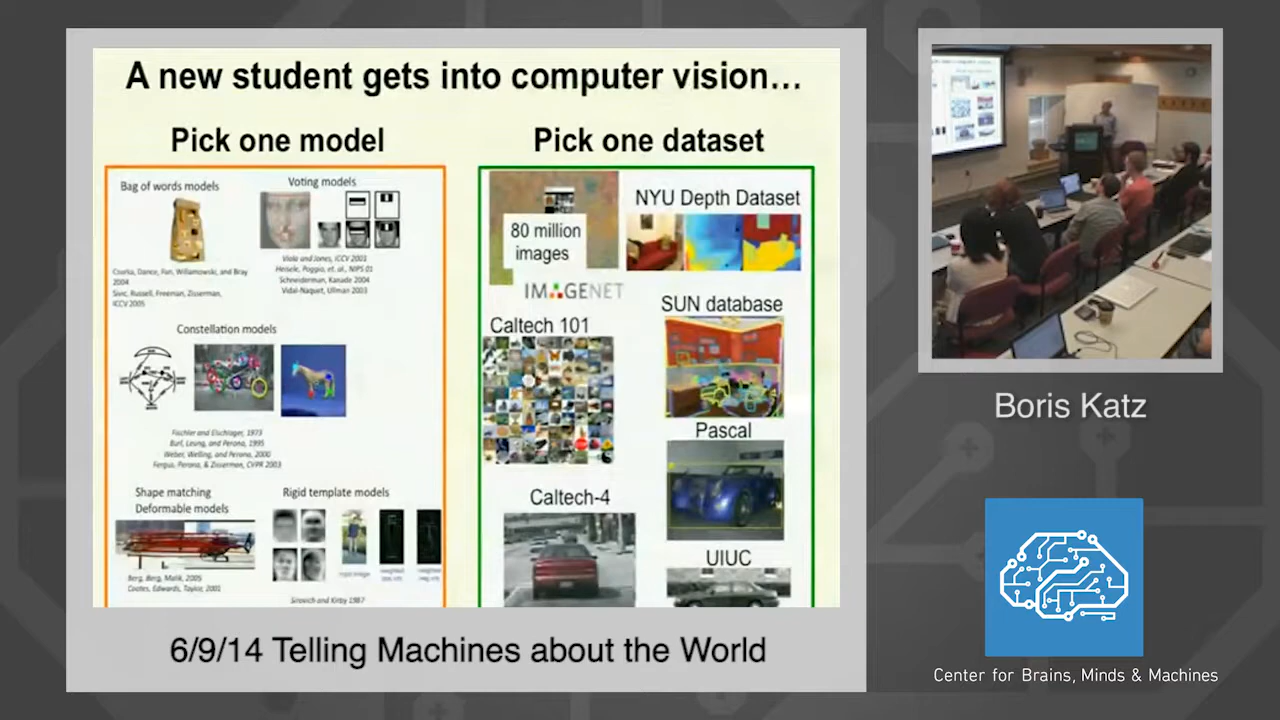 A new student gets into computer vision...
Pick one model
Pick one dataset
Bag of words models
Voting models
Csurka, Dance, Fan, Willamowski, and Bray
2004
Sivic, Russell, Freeman, Zisserman,
ICCV 2005
Viola and Jones, ICCV 2001
Heisele, Poggio, et. al., NIPS 01
Schneiderman, Kanade 2004
Vidal-Naquet, Ullman 2003
Constellation models
Fischler and Elschlager, 1973
Burl, Leung, and Perona, 1995
Weber, Welling, and Perona, 2000
Fergus, Perona, & Zisserman, CVPR 2003
Shape matching
Deformable models
Rigid template models
Berg, Berg, Malik, 2005
Cootes, Edwards, Taylor, 2001
Sirovich and Kirby 1987
80 million
images
NYU Depth Dataset
IMAGENET
SUN database
Caltech 101
Pascal
Caltech-4
UIUC
6/9/14 Telling Machines about the World
Boris Katz
Center for Brains, Minds & Machines